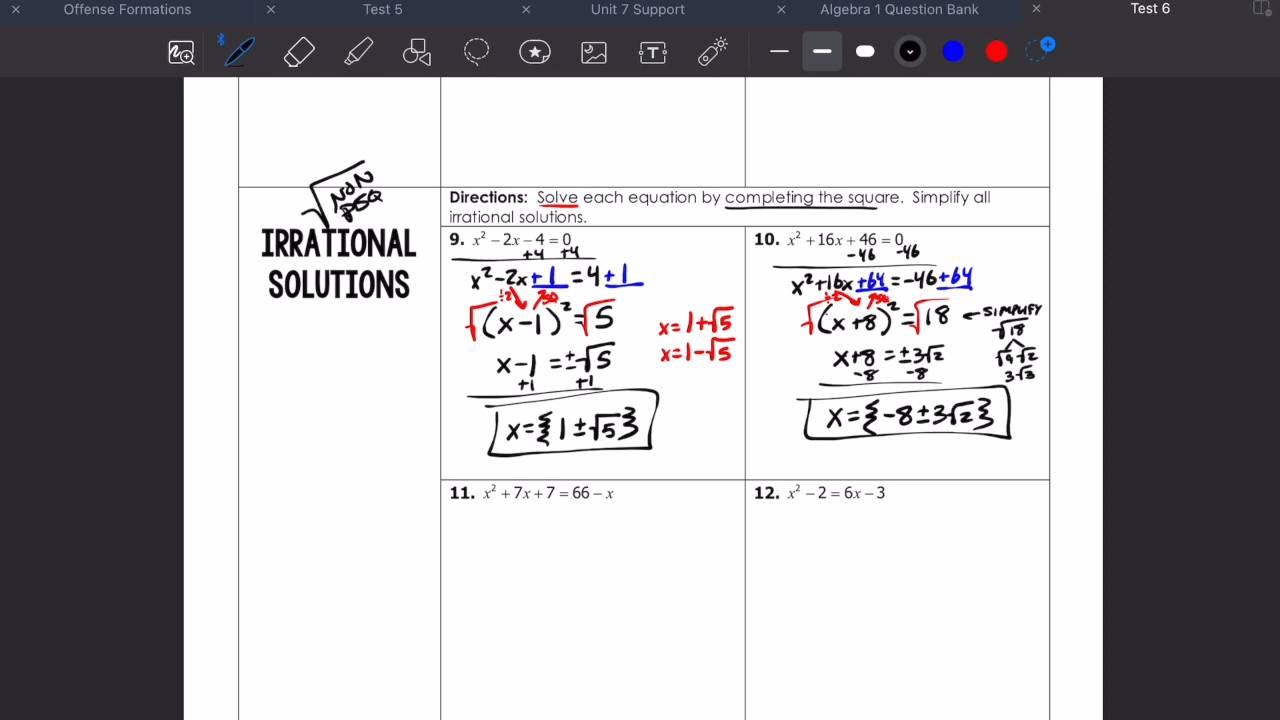 Offense Formations
Test 5
Unit 7 Support
Algebra 1 Question Bank
Test 6
√NON PSQ
IRRATIONAL
SOLUTIONS
Directions: Solve each equation by completing the square. Simplify all
irrational solutions.
9. x² − 2x − 4 = 0
+4 +4
x² − 2x + 1 = 4 + 1
÷2
√(x − 1)² = √5
x − 1 = ±√5
+1 +1
x = {1 ± √5}
x = 1 + √5
x = 1 − √5
10. x² + 16x + 46 = 0
−46 −46
x² + 16x + 64 = −46 + 64
÷2
√(x + 8)² = √18 ← SIMPLIFY
√18
√9 √2
x + 8 = ±3√2
−8 −8
x = {−8 ± 3√2}
11. x² + 7x + 7 = 66 − x
12. x² − 2 = 6x − 3